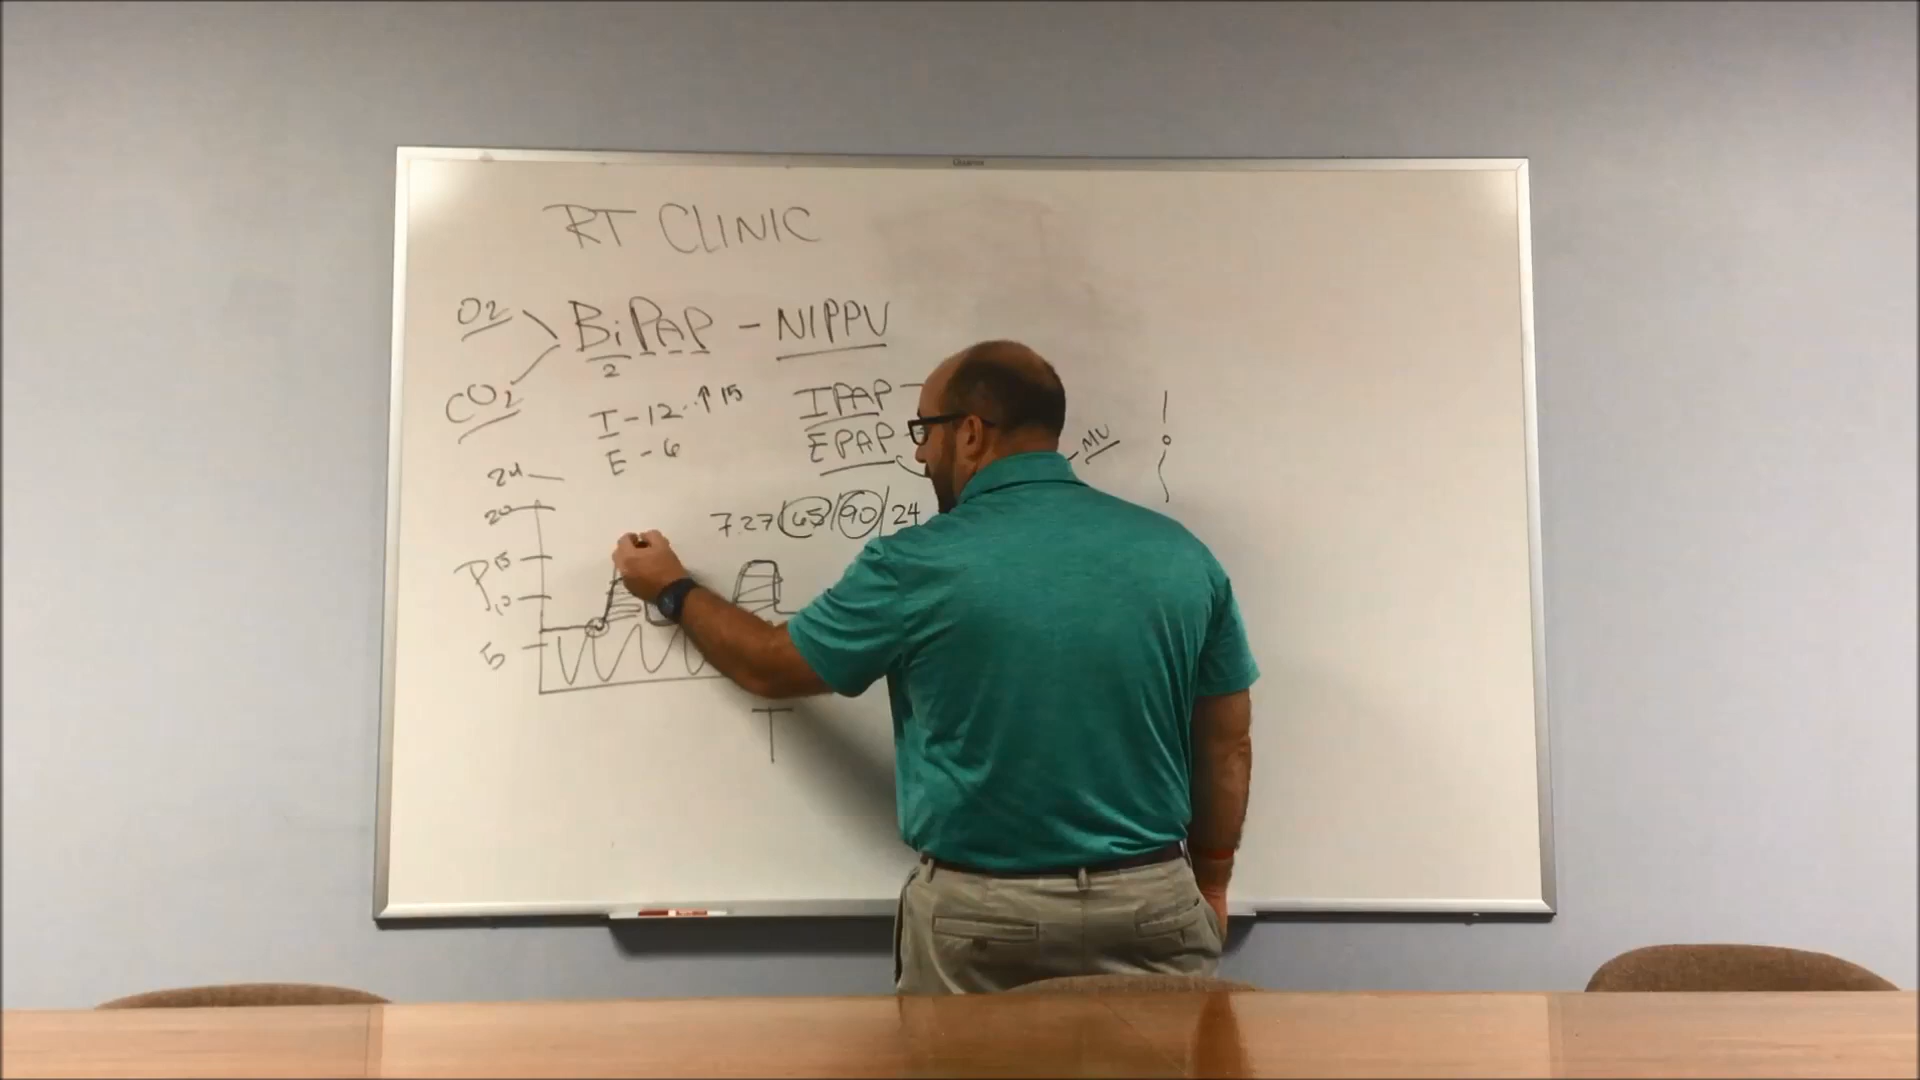 RT CLINIC
O2
BiPAP - NIPPV
2
CO2
I - 12 ↑ 15
E - 6
IPAP
EPAP
MV
24
20
7.27/65/90/24
P
15
10
5
T